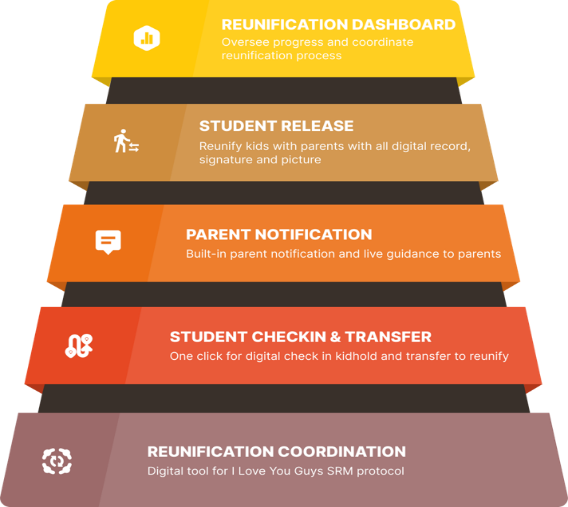 REUNIFICATION DASHBOARD
Oversee progress and coordinate
reunification process
STUDENT RELEASE
Reunify kids with parents with all digital record,
signature and picture
PARENT NOTIFICATION
Built-in parent notification and live guidance to parents
STUDENT CHECKIN & TRANSFER
One click for digital check in kidhold and transfer to reunify
REUNIFICATION COORDINATION
Digital tool for I Love You Guys SRM protocol